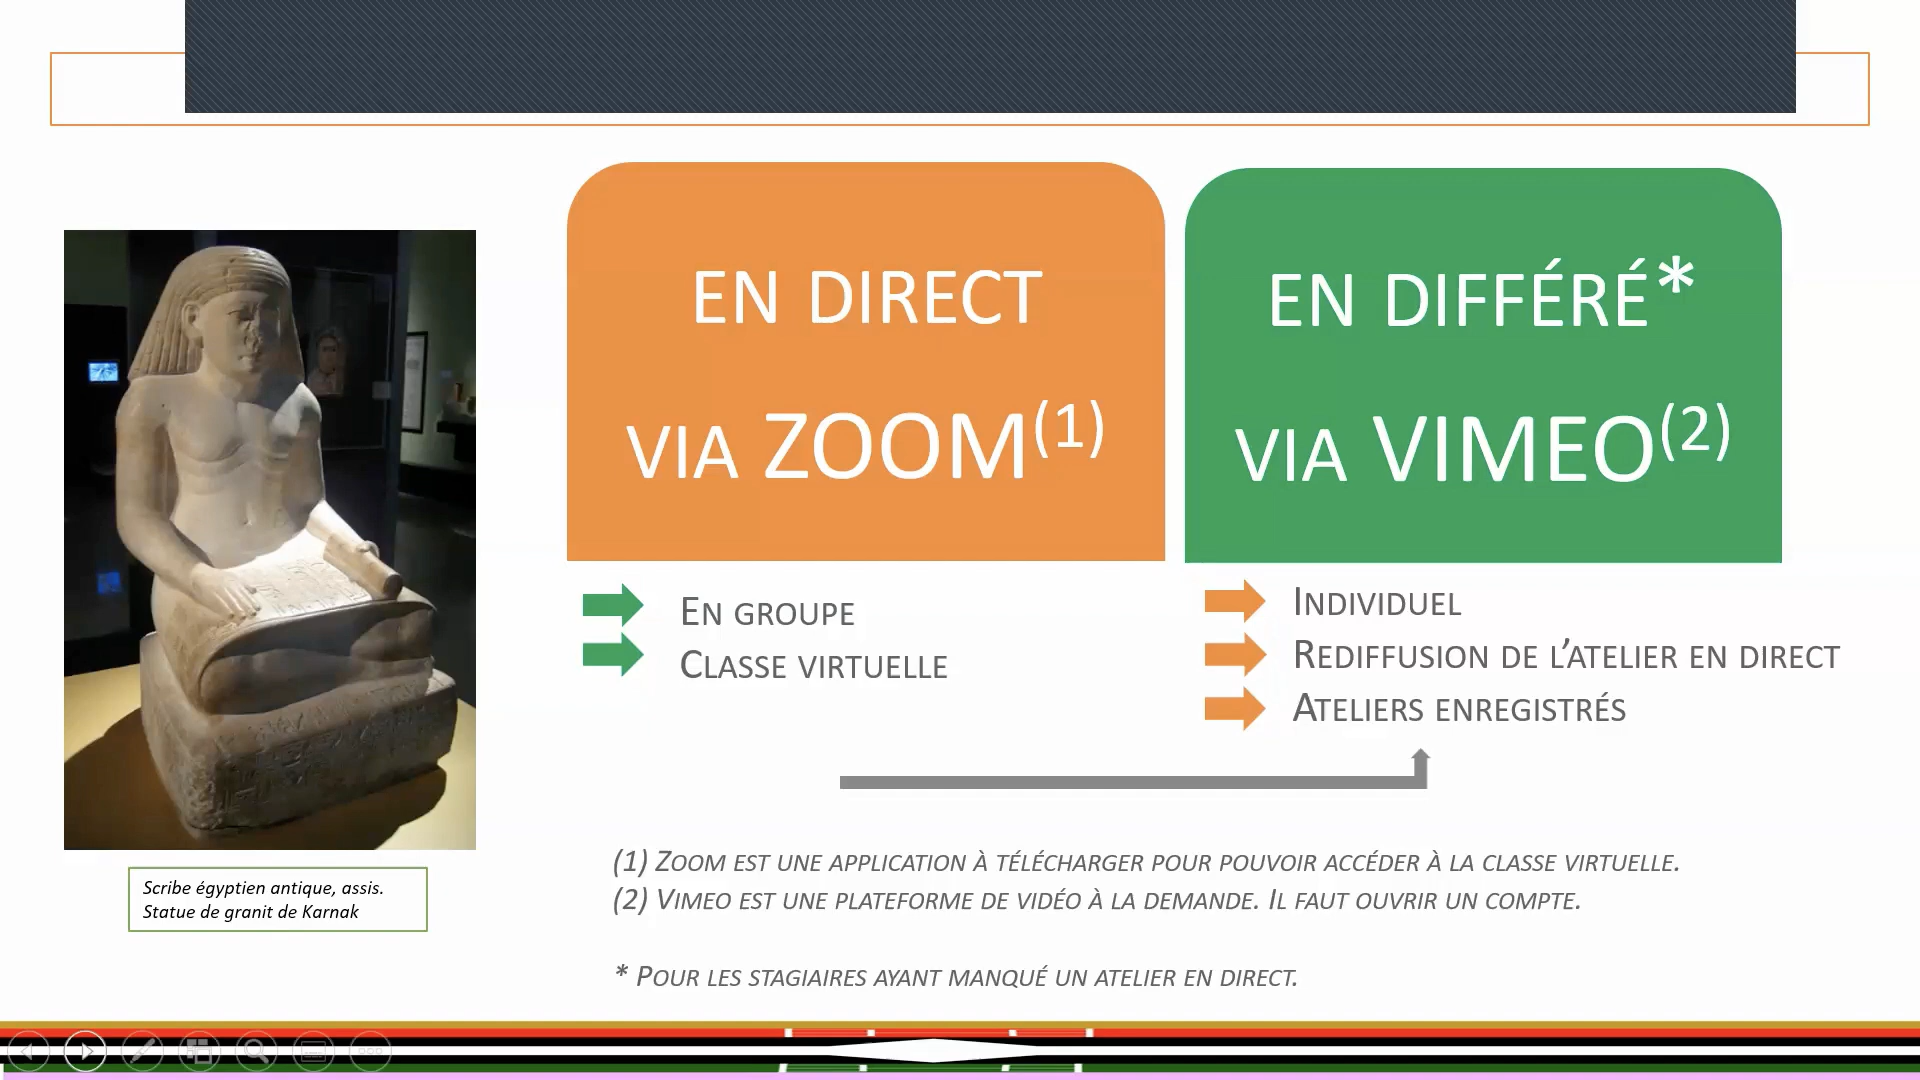 EN DIRECT
VIA ZOOM(1)
EN DIFFÉRÉ*
VIA VIMEO(2)
EN GROUPE
CLASSE VIRTUELLE
INDIVIDUEL
REDIFFUSION DE L’ATELIER EN DIRECT
ATELIERS ENREGISTRÉS
Scribe égyptien antique, assis.
Statue de granit de Karnak
(1) ZOOM EST UNE APPLICATION À TÉLÉCHARGER POUR POUVOIR ACCÉDER À LA CLASSE VIRTUELLE.
(2) VIMEO EST UNE PLATEFORME DE VIDÉO À LA DEMANDE. IL FAUT OUVRIR UN COMPTE.
* POUR LES STAGIAIRES AYANT MANQUÉ UN ATELIER EN DIRECT.